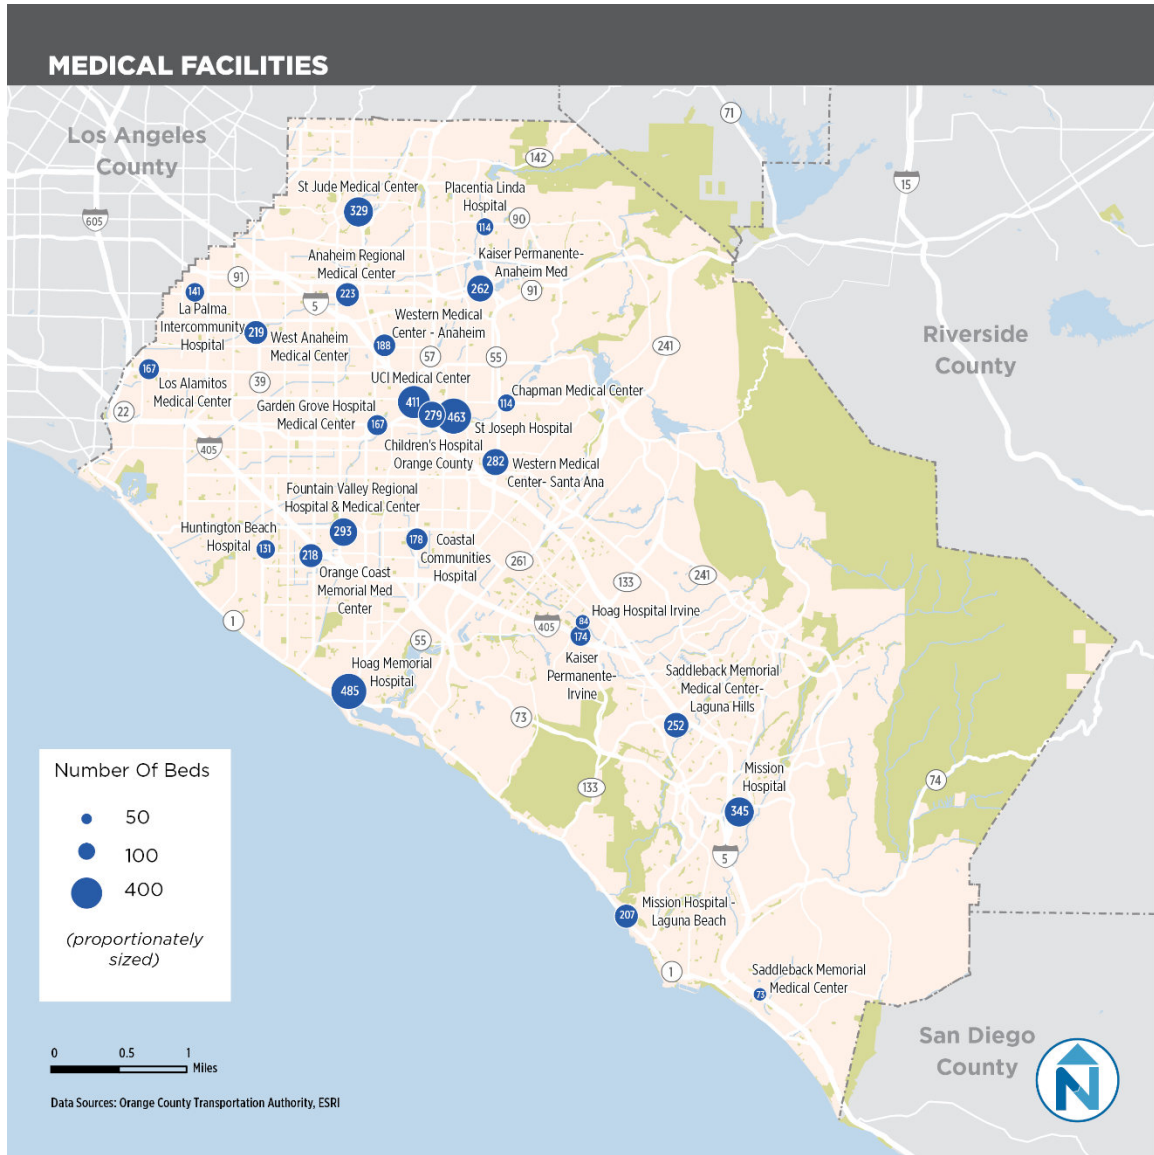 MEDICAL FACILITIES
Los Angeles
County
71
142
15
605
St Jude Medical Center
329
Placentia Linda
Hospital
114
90
Anaheim Regional
Medical Center
223
Kaiser Permanente-
Anaheim Med
262
91
91
5
141
La Palma
Intercommunity
Hospital
219
West Anaheim
Medical Center
Western Medical
Center - Anaheim
188
57
55
241
Riverside
County
167
Los Alamitos
Medical Center
39
22
UCI Medical Center
411
279
463
Chapman Medical Center
114
Garden Grove Hospital
Medical Center
167
St Joseph Hospital
Children's Hospital
Orange County
405
282
Western Medical
Center- Santa Ana
Fountain Valley Regional
Hospital & Medical Center
293
Huntington Beach
Hospital
131
218
Orange Coast
Memorial Med
Center
178
Coastal
Communities
Hospital
261
133
241
1
55
405
Hoag Hospital Irvine
84
174
Kaiser
Permanente-
Irvine
Hoag Memorial
Hospital
485
Saddleback Memorial
Medical Center-
Laguna Hills
252
73
133
Mission
Hospital
345
74
5
Mission Hospital -
Laguna Beach
207
1
Saddleback Memorial
Medical Center
73
San Diego
County
N
Number Of Beds
50
100
400
(proportionately
sized)
0 0.5 1
Miles
Data Sources: Orange County Transportation Authority, ESRI